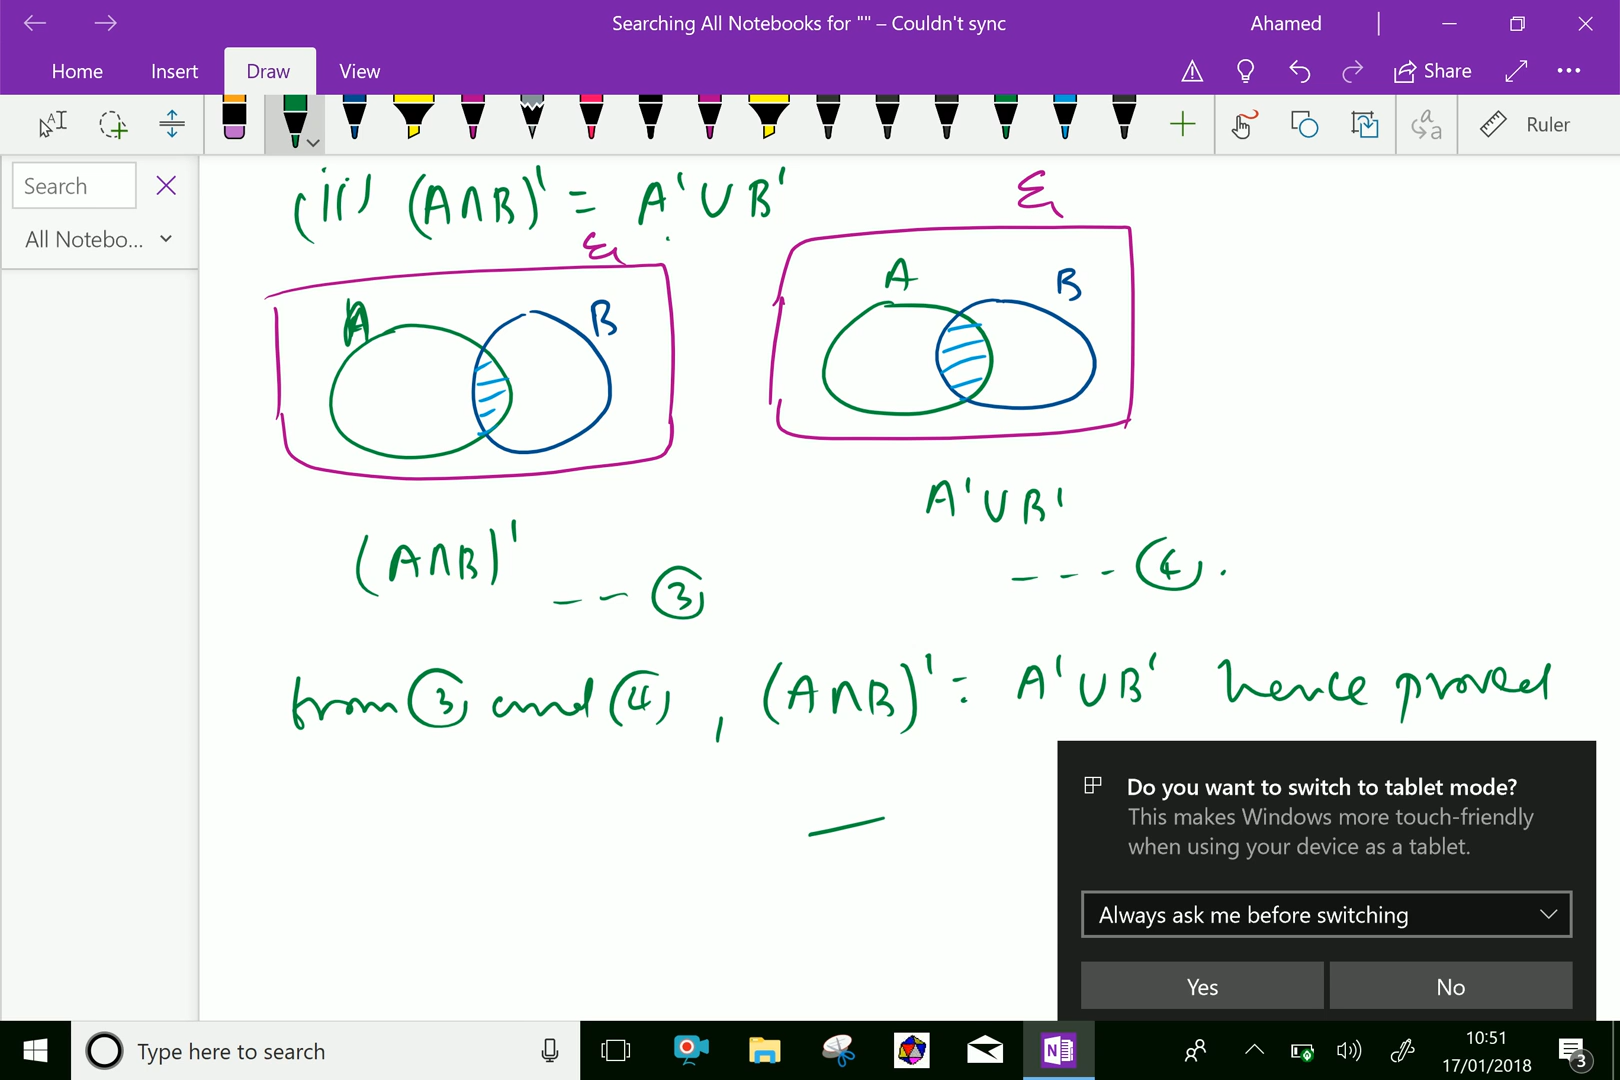 Searching All Notebooks for "" – Couldn't sync
Ahamed
Home Insert Draw View
Share
Ruler
Search
All Notebo...
(ii) (A∩B)' = A'∪B'
ξ
ξ
A B
A B
(A∩B)' -- ③
A'∪B' --- ④.
from ③ and ④, (A∩B)' = A'∪B' hence proved
Do you want to switch to tablet mode?
This makes Windows more touch-friendly
when using your device as a tablet.
Always ask me before switching
Yes No
Type here to search
N
10:51
17/01/2018
3